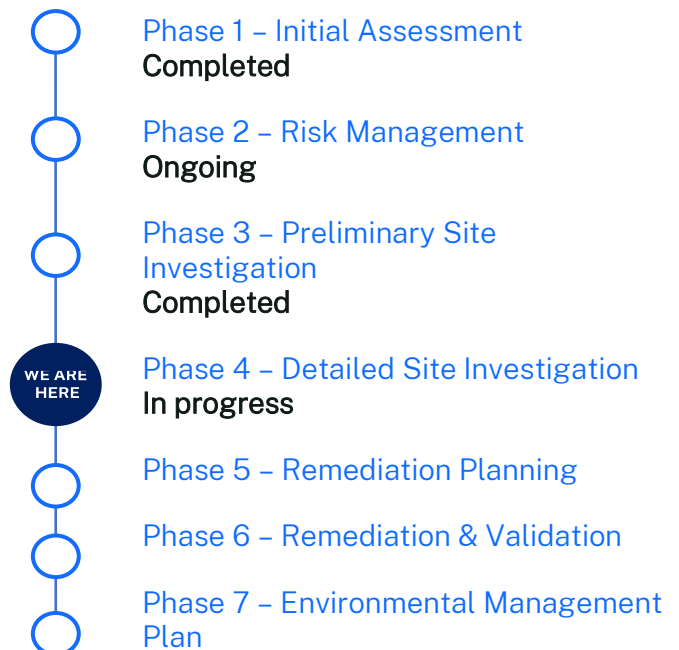 Phase 1 – Initial Assessment
Completed
Phase 2 – Risk Management
Ongoing
Phase 3 – Preliminary Site
Investigation
Completed
WE ARE
HERE
Phase 4 – Detailed Site Investigation
In progress
Phase 5 – Remediation Planning
Phase 6 – Remediation & Validation
Phase 7 – Environmental Management
Plan